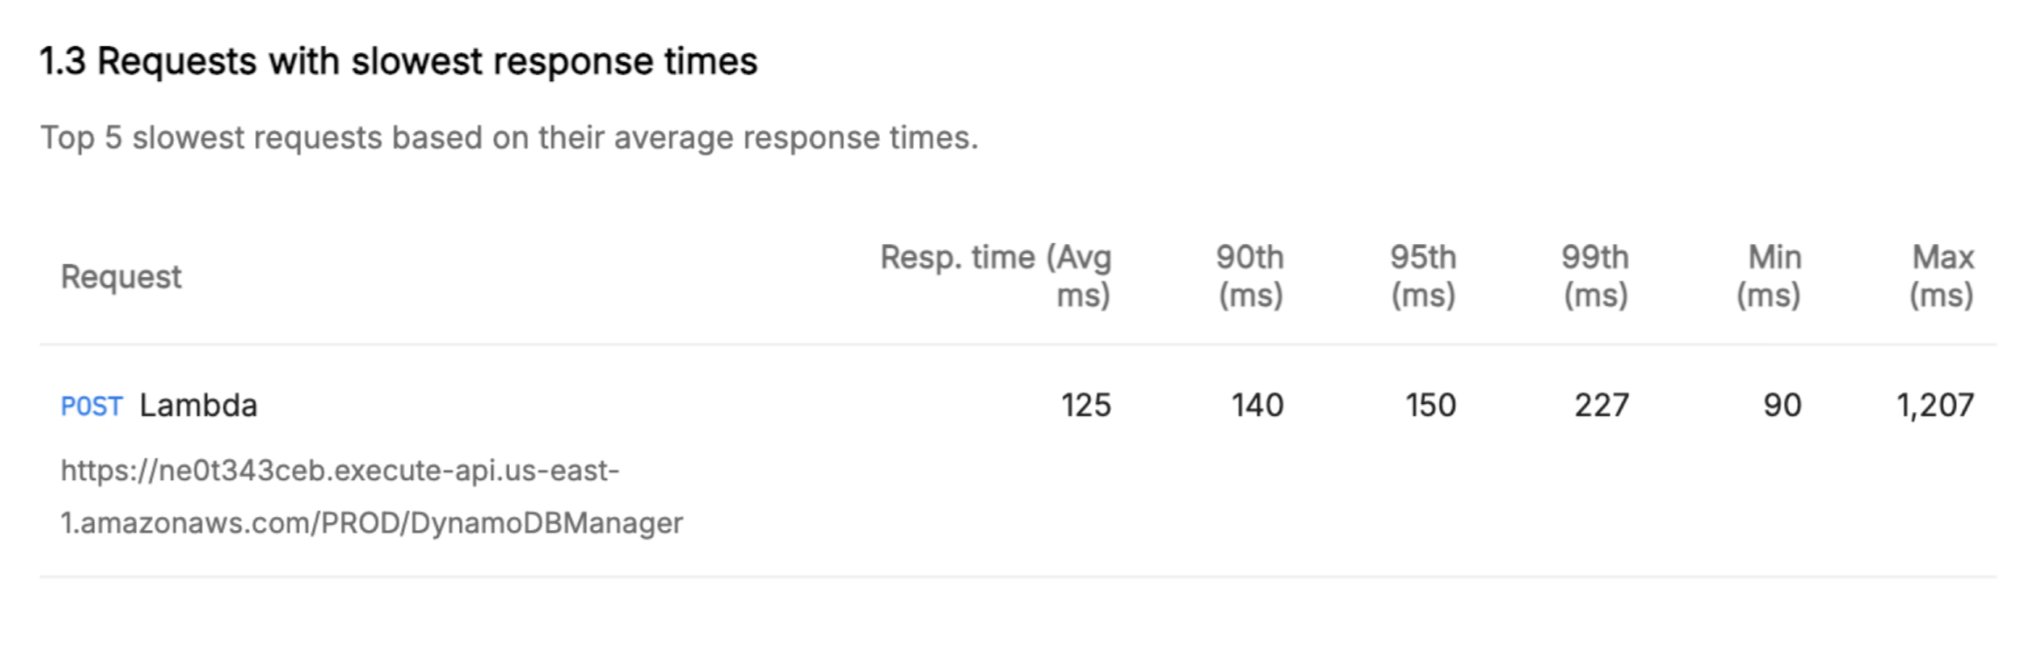 1.3 Requests with slowest response times
Top 5 slowest requests based on their average response times.
Request Resp. time (Avg ms) 90th (ms) 95th (ms) 99th (ms) Min (ms) Max (ms)
POST Lambda 125 140 150 227 90 1,207
https://ne0t343ceb.execute-api.us-east-
1.amazonaws.com/PROD/DynamoDBManager